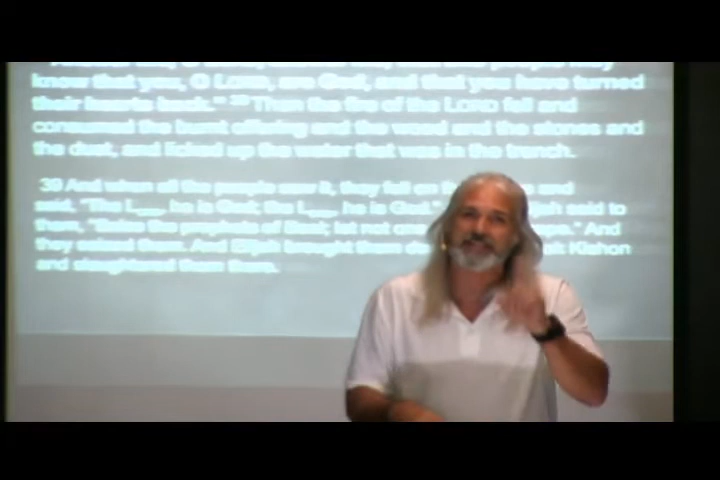 know that you, O LORD, are God, and that you have turned
their hearts back." 38 Then the fire of the LORD fell and
consumed the burnt offering and the wood and the stones and
the dust, and licked up the water that was in the trench.
39 And when all the people saw it, they fell on and
said, "The he is God; the he is God." said to
them, "Seize the prophets of Baal; let not one And
they seized them. And Elijah brought them Kishon
and slaughtered them there.